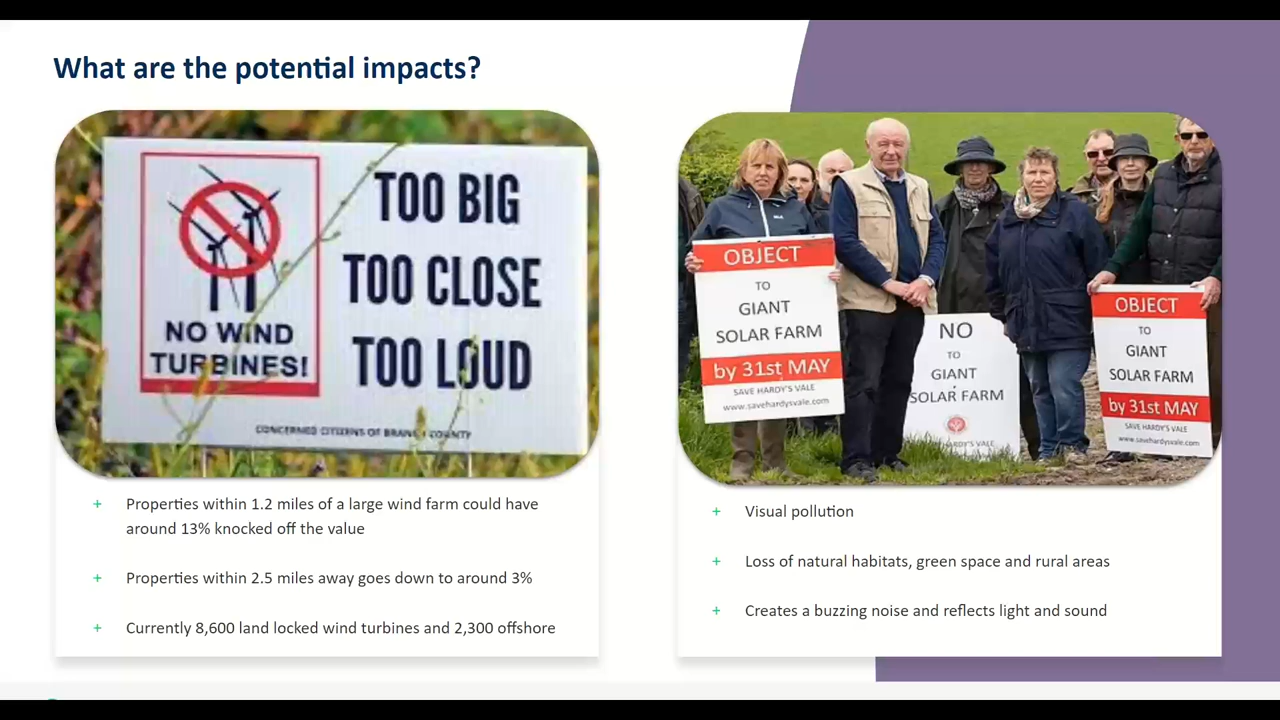 What are the potential impacts?
NO WIND
TURBINES!
TOO BIG
TOO CLOSE
TOO LOUD
CONCERNED CITIZENS OF BRANT COUNTY
OBJECT
TO
GIANT
SOLAR FARM
by 31st MAY
SAVE HARDY'S VALE
www.savehardysvale.com
NO
TO
GIANT
SOLAR FARM
HARDY'S VALE
OBJECT
TO
GIANT
SOLAR FARM
by 31st MAY
SAVE HARDY'S VALE
www.savehardysvale.com
+ Properties within 1.2 miles of a large wind farm could have
around 13% knocked off the value
+ Properties within 2.5 miles away goes down to around 3%
+ Currently 8,600 land locked wind turbines and 2,300 offshore
+ Visual pollution
+ Loss of natural habitats, green space and rural areas
+ Creates a buzzing noise and reflects light and sound